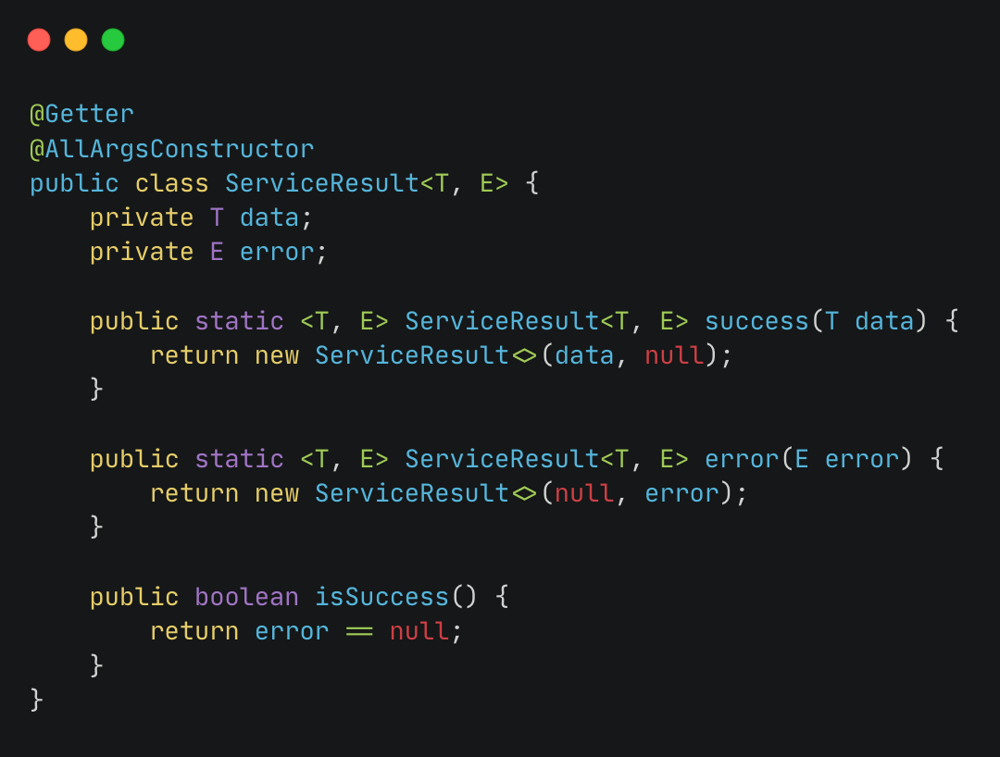 @Getter
@AllArgsConstructor
public class ServiceResult<T, E> {
    private T data;
    private E error;

    public static <T, E> ServiceResult<T, E> success(T data) {
        return new ServiceResult<>(data, null);
    }

    public static <T, E> ServiceResult<T, E> error(E error) {
        return new ServiceResult<>(null, error);
    }

    public boolean isSuccess() {
        return error == null;
    }
}